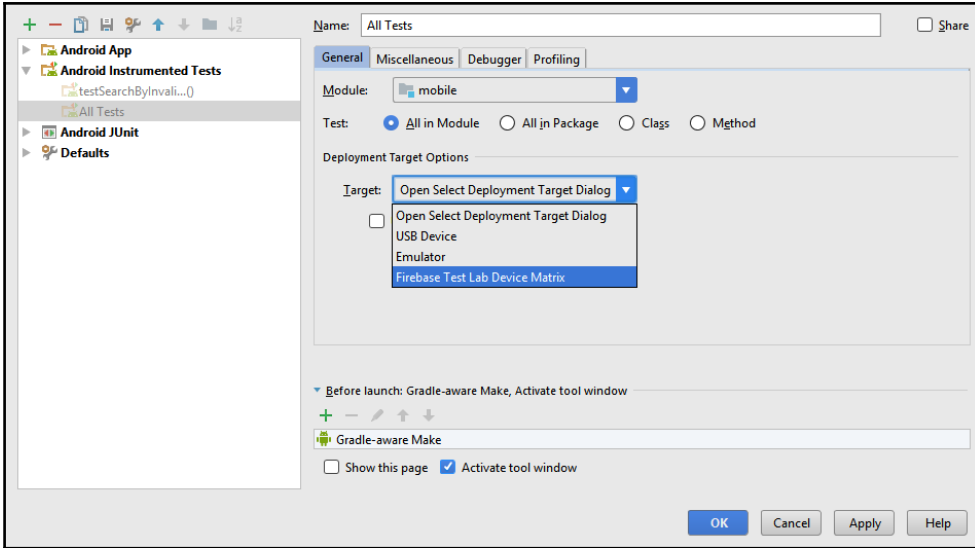 Name: All Tests Share
Android App
Android Instrumented Tests
testSearchByInvali...()
All Tests
Android JUnit
Defaults
General Miscellaneous Debugger Profiling
Module: mobile
Test: All in Module All in Package Class Method
Deployment Target Options
Target: Open Select Deployment Target Dialog
Open Select Deployment Target Dialog
USB Device
Emulator
Firebase Test Lab Device Matrix
Before launch: Gradle-aware Make, Activate tool window
Gradle-aware Make
Show this page Activate tool window
OK Cancel Apply Help